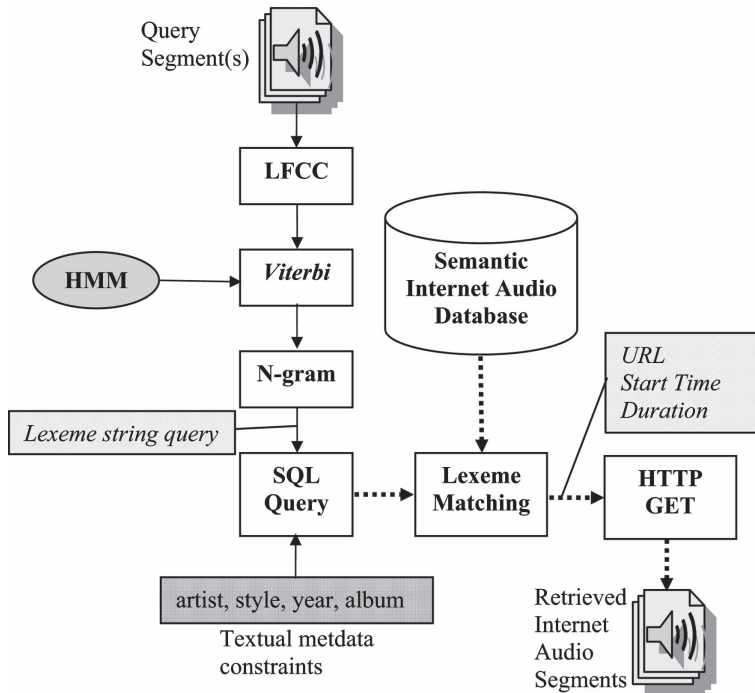 Query
Segment(s)
LFCC
HMM
Viterbi
Semantic
Internet Audio
Database
N-gram
URL
Start Time
Duration
Lexeme string query
SQL
Query
Lexeme
Matching
HTTP
GET
artist, style, year, album
Textual metdata
constraints
Retrieved
Internet
Audio
Segments